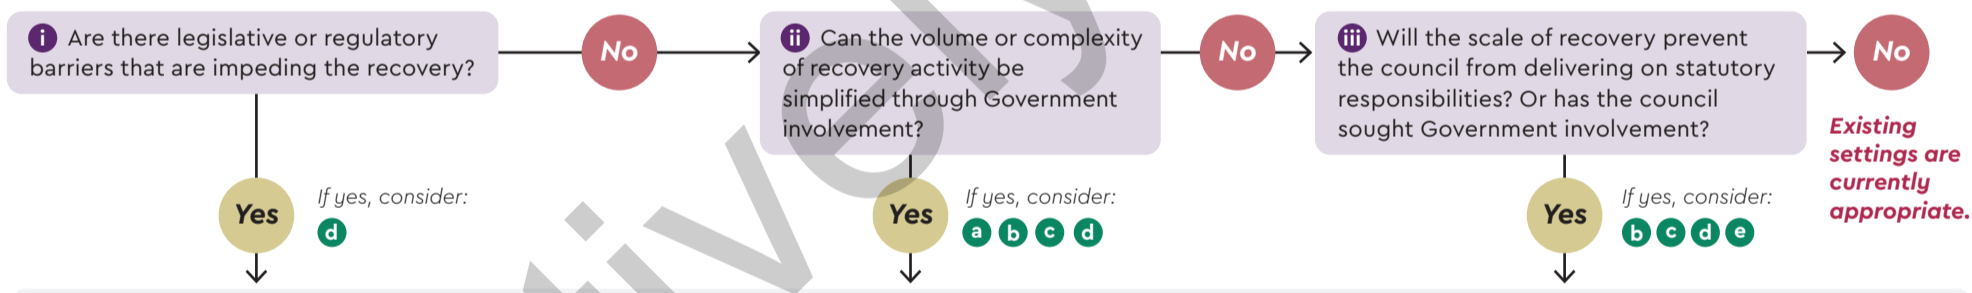 i Are there legislative or regulatory
barriers that are impeding the recovery?
No
ii Can the volume or complexity
of recovery activity be
simplified through Government
involvement?
No
iii Will the scale of recovery prevent
the council from delivering on statutory
responsibilities? Or has the council
sought Government involvement?
No
Existing
settings are
currently
appropriate.
Yes
If yes, consider:
d
Yes
If yes, consider:
a b c d
Yes
If yes, consider:
b c d e
tively